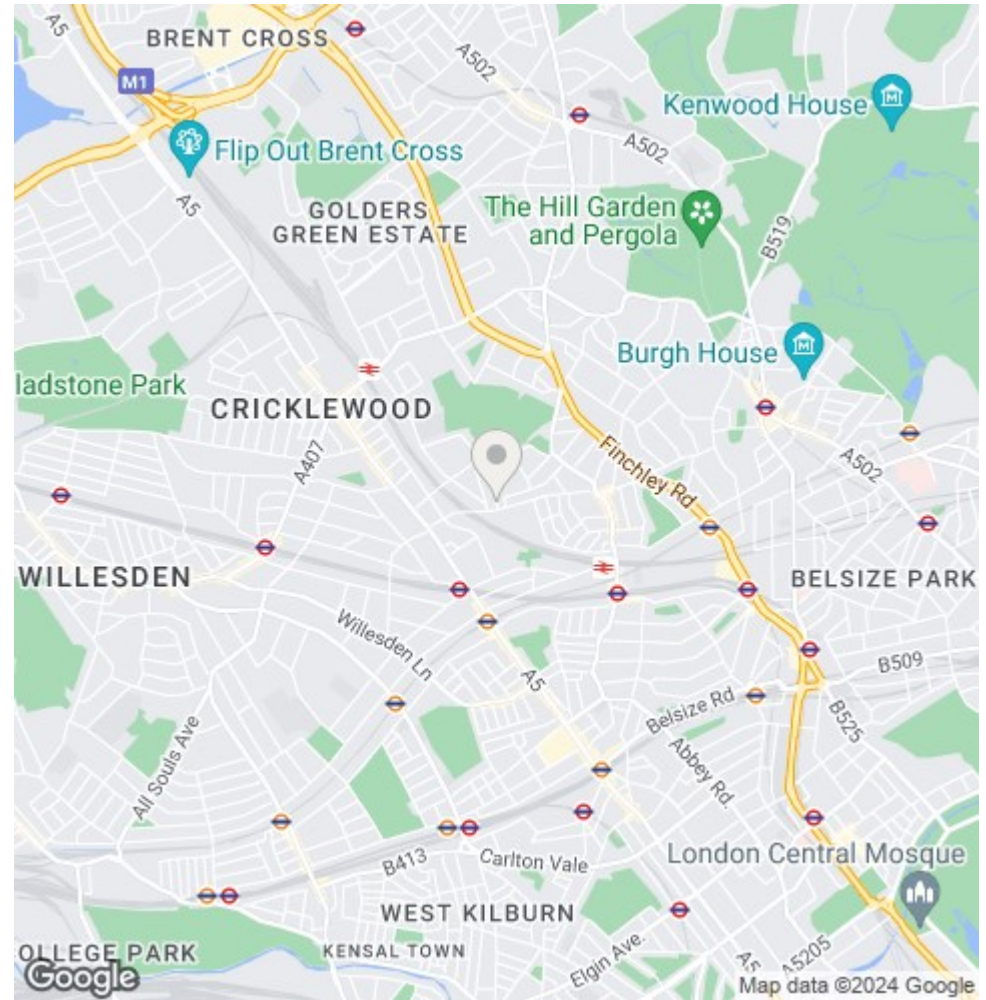 A5
BRENT CROSS
M1
A502
Kenwood House
Flip Out Brent Cross
A502
A5
GOLDERS
GREEN ESTATE
The Hill Garden
and Pergola
B519
Burgh House
ladstone Park
CRICKLEWOOD
A407
Finchley Rd
A502
WILLESDEN
BELSIZE PARK
Willesden Ln
A5
B509
Belsize Rd
B525
All Souls Ave
Abbey Rd.
B413
Carlton Vale
London Central Mosque
WEST KILBURN
OLLEGE PARK
KENSAL TOWN
Elgin Ave.
A5
A5205
Google
Map data ©2024 Google